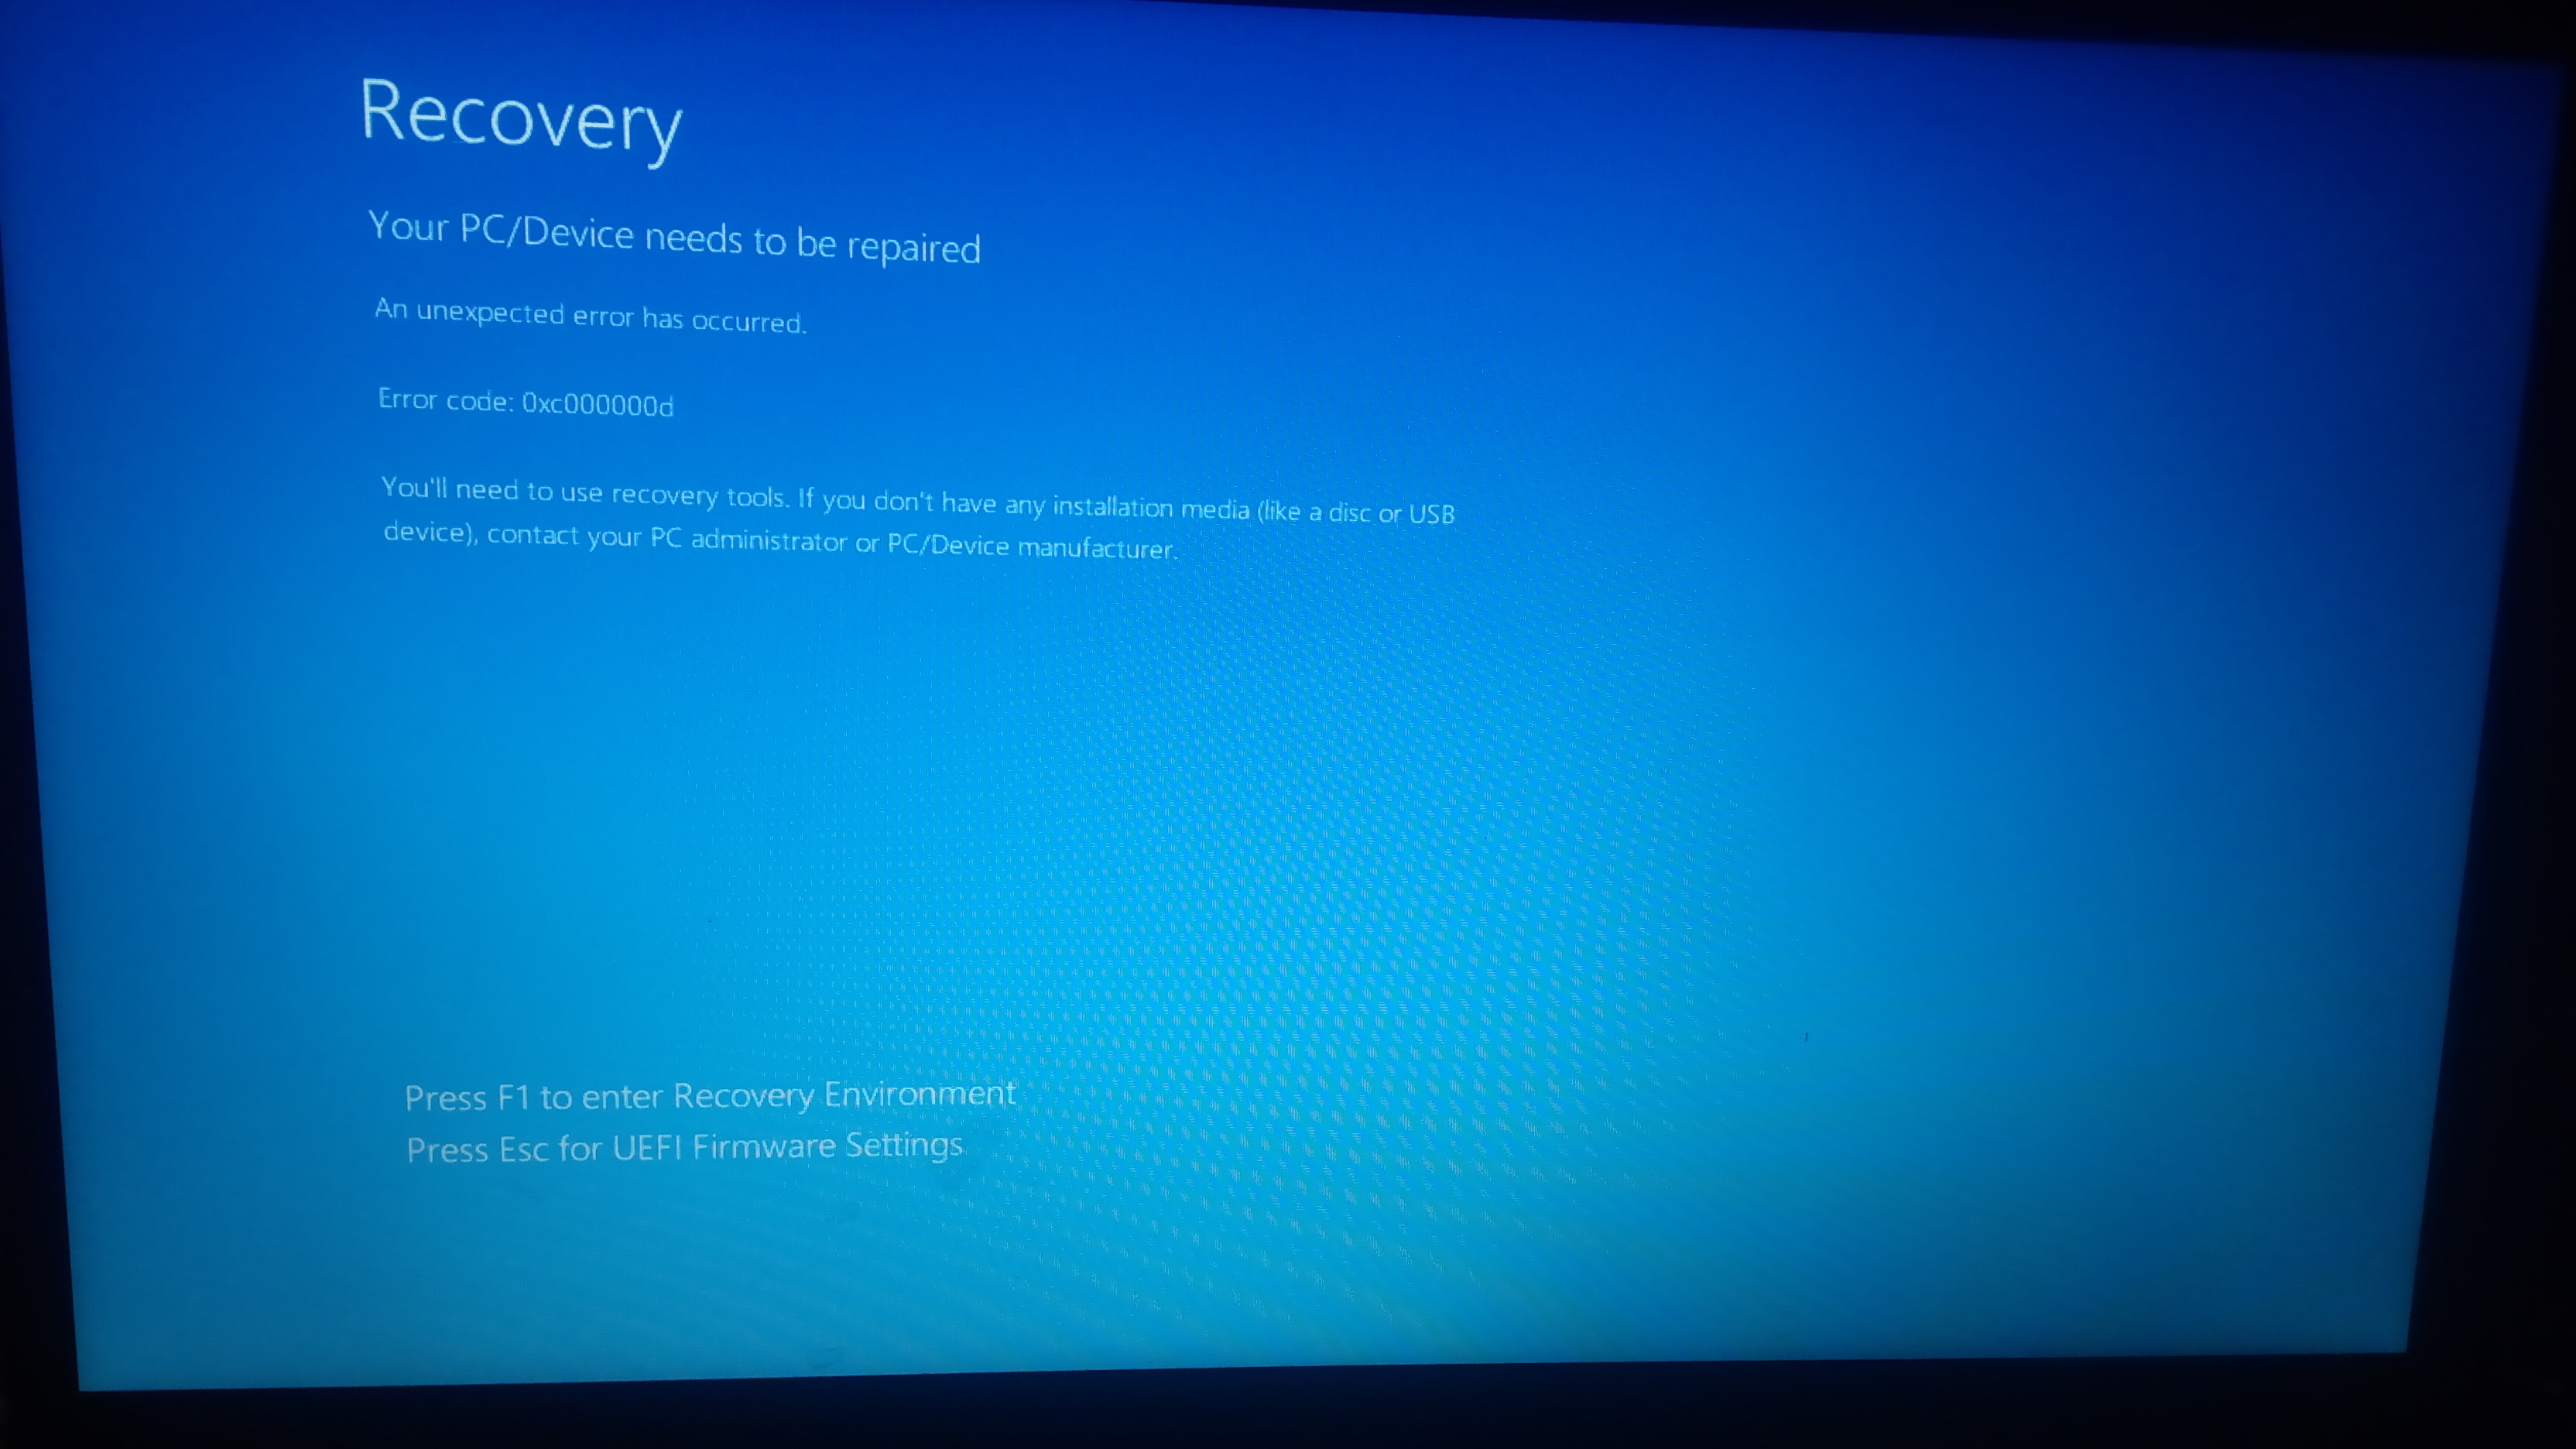 Recovery
Your PC/Device needs to be repaired
An unexpected error has occurred.
Error code: 0xc000000d
You'll need to use recovery tools. If you don't have any installation media (like a disc or USB
device), contact your PC administrator or PC/Device manufacturer.
Press F1 to enter Recovery Environment
Press Esc for UEFI Firmware Settings